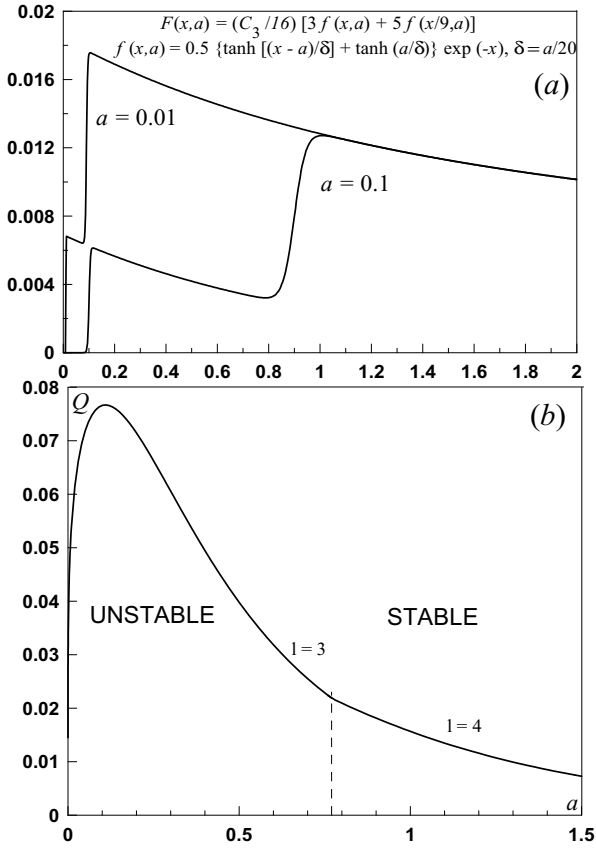 F(x,a) = (C₃/16) [3 f (x,a) + 5 f (x/9,a)]
f (x,a) = 0.5 {tanh [(x - a)/δ] + tanh (a/δ)} exp (-x), δ = a/20
0.02
(a)
0.016
a = 0.01
0.012
a = 0.1
0.008
0.004
0
0 0.2 0.4 0.6 0.8 1 1.2 1.4 1.6 1.8 2
0.08
Q
(b)
0.07
0.06
0.05
0.04
UNSTABLE
STABLE
0.03
l = 3
0.02
l = 4
0.01
0
a
0 0.5 1 1.5